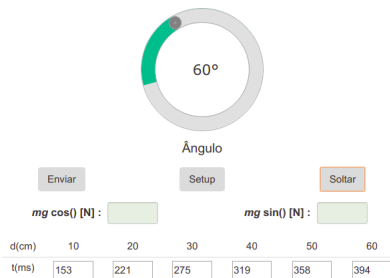 60º
Ângulo
Enviar Setup Soltar
mg cos() [N] : mg sin() [N] :
d(cm) 10 20 30 40 50 60
t(ms) 153 221 275 319 358 394